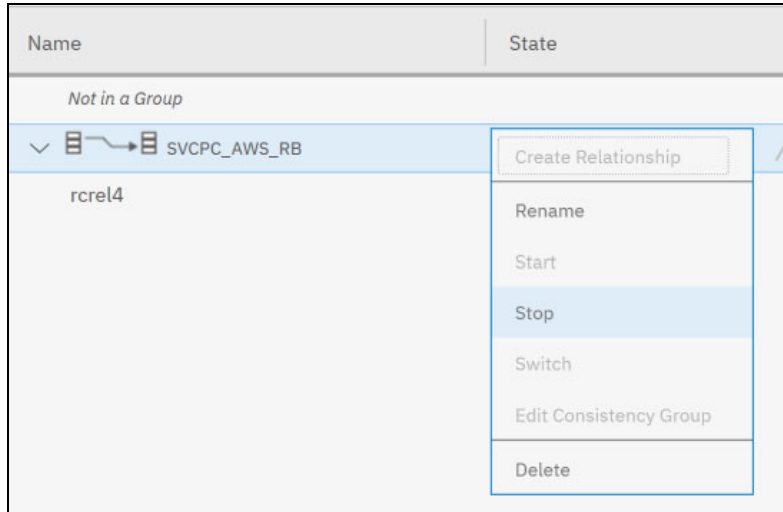 Name State
Not in a Group
SVCPC_AWS_RB
Create Relationship
rcrel4
Rename
Start
Stop
Switch
Edit Consistency Group
Delete